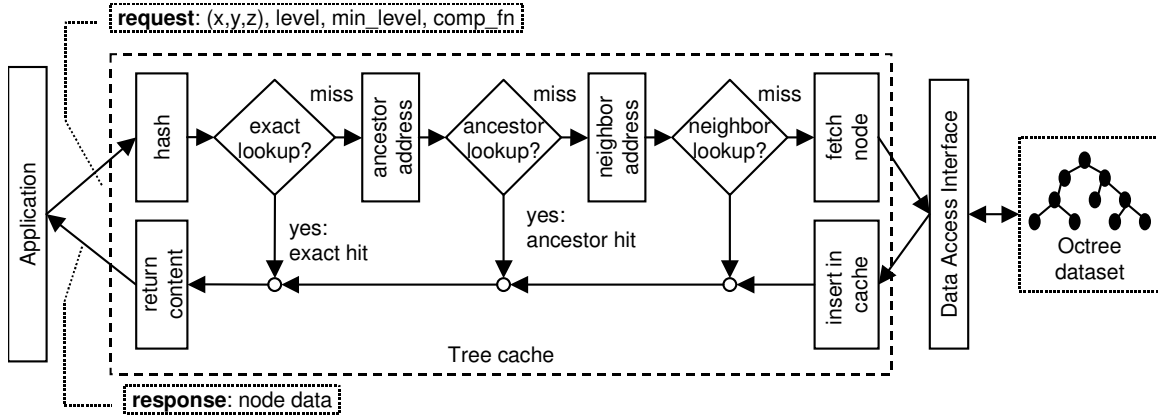 request: (x,y,z), level, min_level, comp_fn
Application
hash
exact
lookup?
miss
ancestor
address
ancestor
lookup?
miss
neighbor
address
neighbor
lookup?
miss
fetch
node
Data Access Interface
Octree
dataset
yes:
exact hit
yes:
ancestor hit
return
content
insert in
cache
Tree cache
response: node data